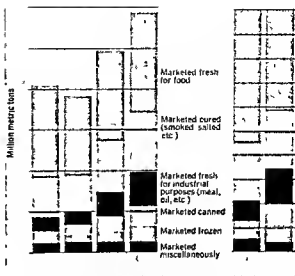 Million metric tons
Marketed fresh
for food
Marketed cured
(smoked salted
etc )
Marketed fresh
for industrial
purposes (meal,
oil, etc )
Marketed canned
Marketed frozen
Marketed
miscellaneously